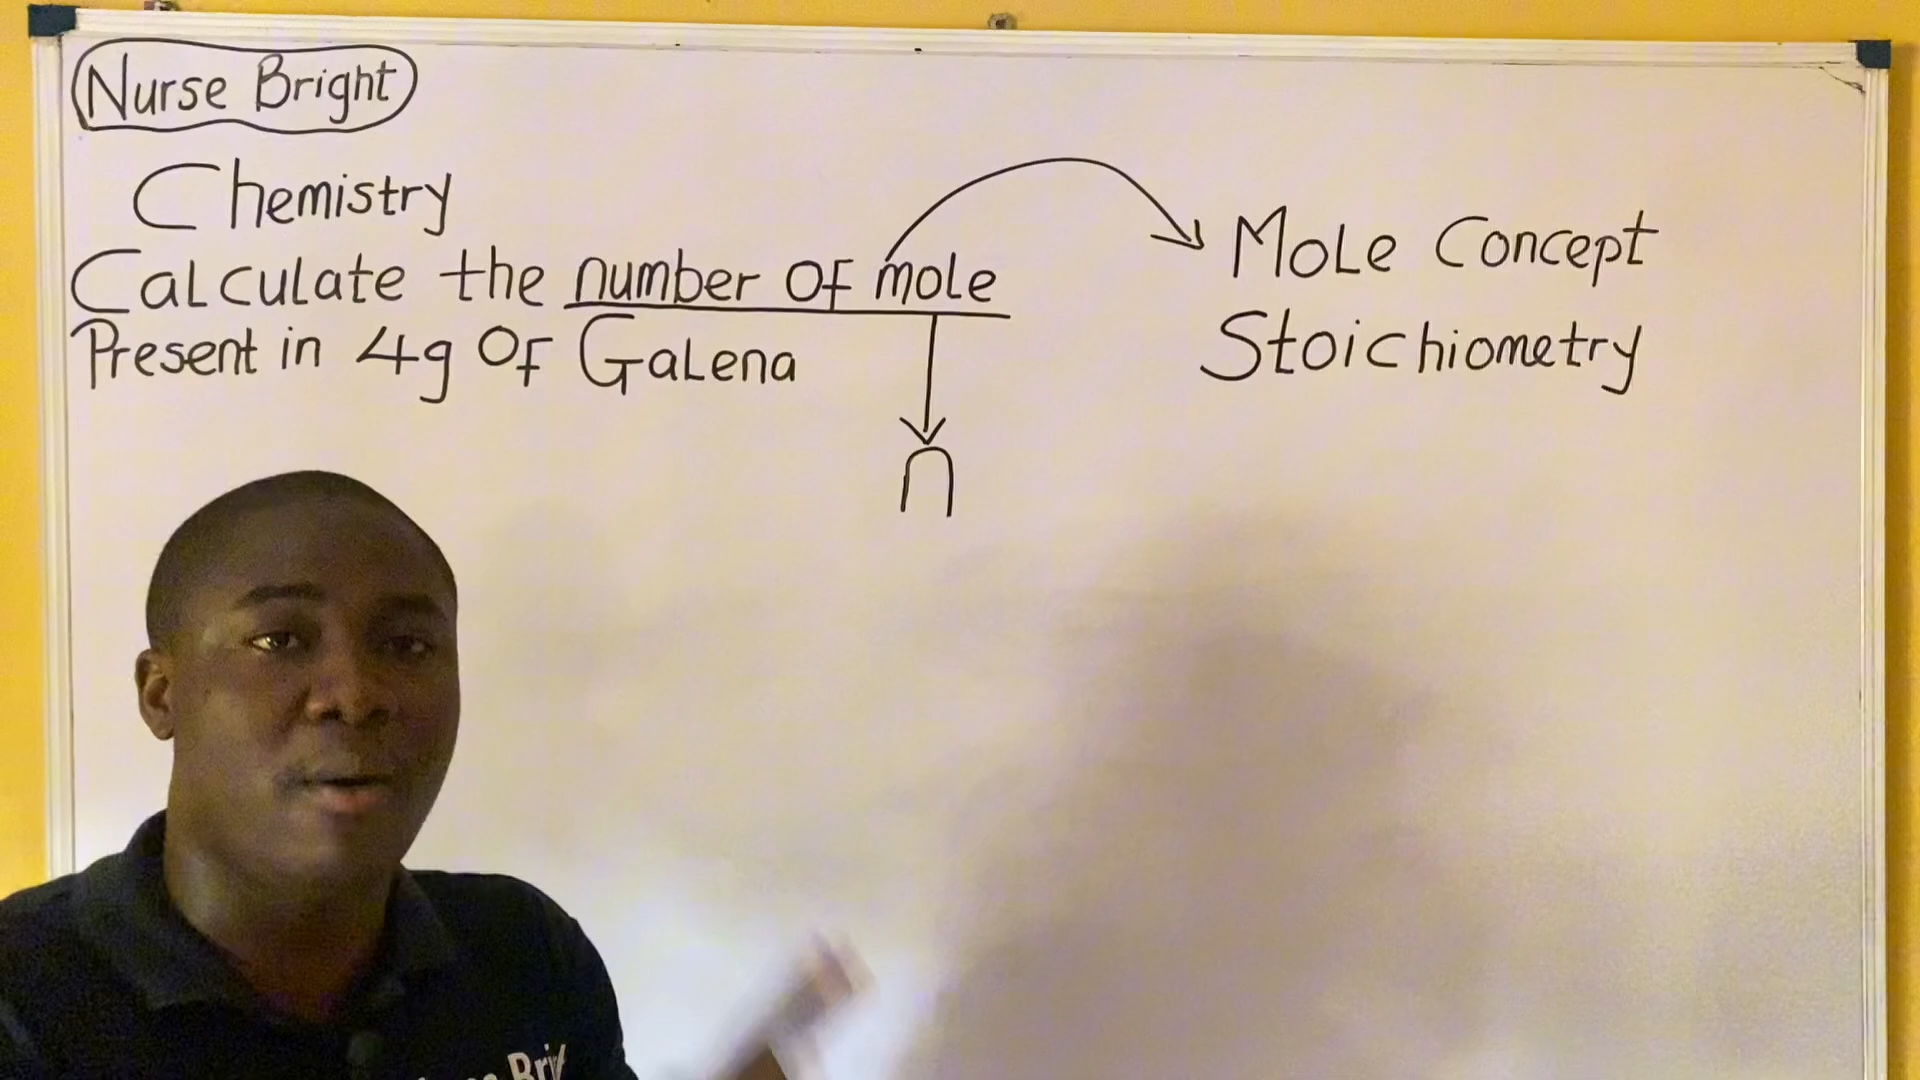 Nurse Bright
Chemistry
Calculate the number of mole
Present in 4g of Galena
n
Mole Concept
Stoichiometry